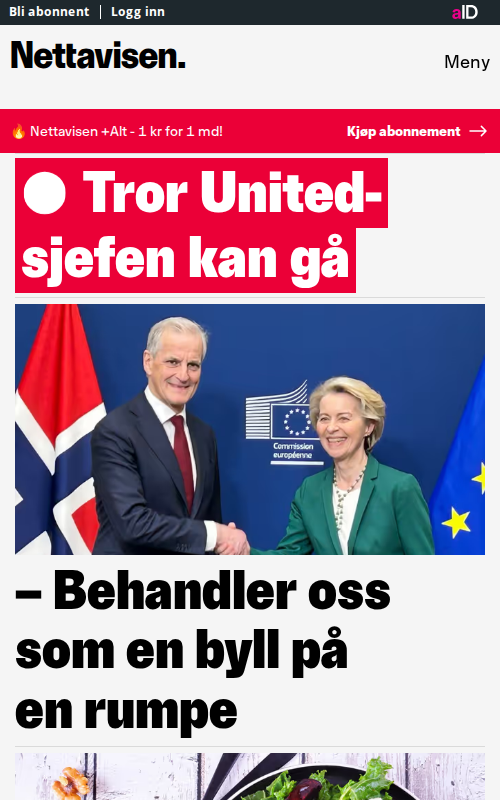 Bli abonnent | Logg inn
aID
Nettavisen.
Meny
🔥 Nettavisen +Alt - 1 kr for 1 md!
Kjøp abonnement →
Tror United-
sjefen kan gå
Commission
européenne
– Behandler oss
som en byll på
en rumpe